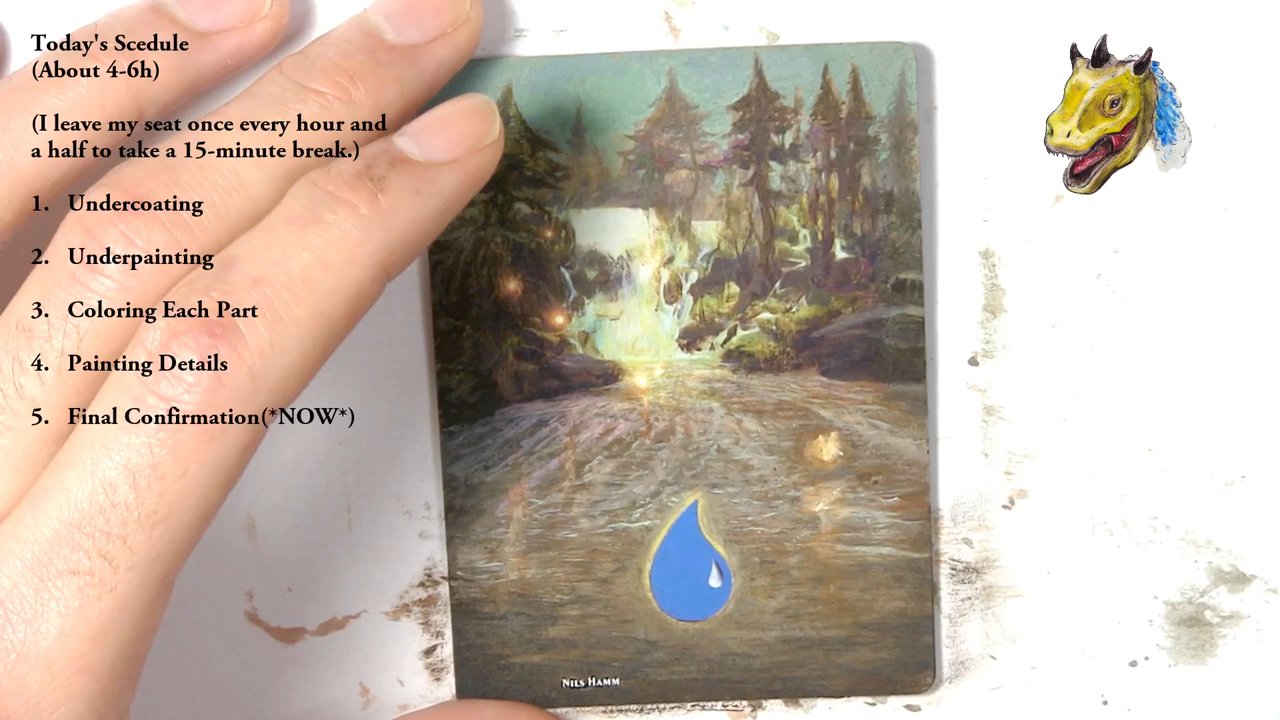 Today's Scedule
(About 4-6h)
(I leave my seat once every hour and
a half to take a 15-minute break.)
1. Undercoating
2. Underpainting
3. Coloring Each Part
4. Painting Details
5. Final Confirmation(*NOW*)
Nils Hamm